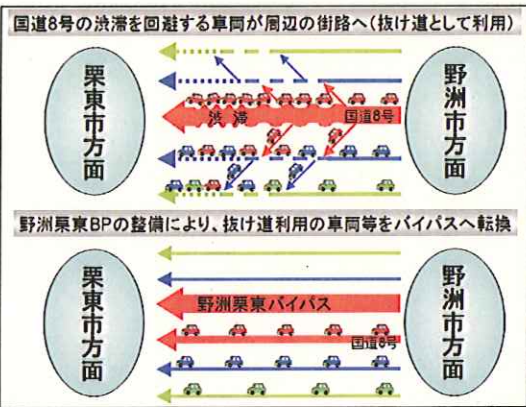 国道8号の渋滞を回避する車両が周辺の街路へ(抜け道として利用)
栗東市方面
渋滞
国道8号
野洲市方面
野洲栗東BPの整備により、抜け道利用の車両等をバイパスへ転換
栗東市方面
野洲栗東バイパス
国道8号
野洲市方面